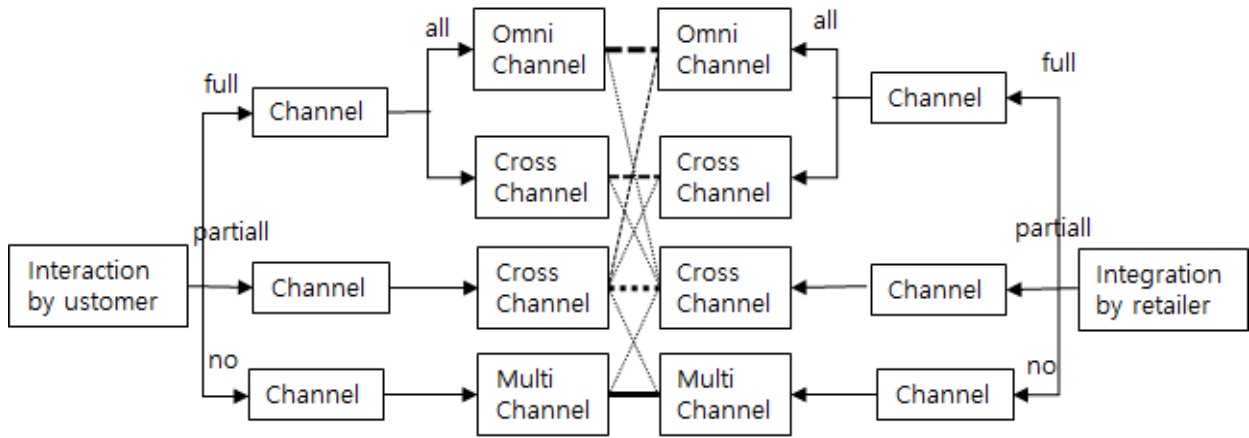 all
Omni
Channel
Omni
Channel
all
full
Channel
Channel
full
Cross
Channel
Cross
Channel
partiall
partiall
Interaction
by ustomer
Channel
Cross
Channel
Cross
Channel
Channel
Integration
by retailer
no
Channel
Multi
Channel
Multi
Channel
Channel
no